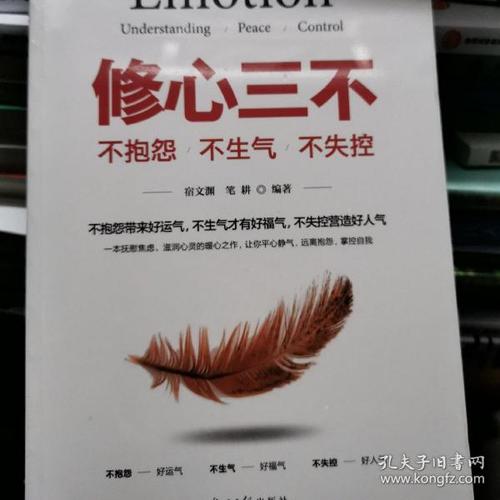 Emotion
Understanding / Peace / Control
修心三不
不抱怨 / 不生气 / 不失控
宿文渊 笔耕◎编著
不抱怨带来好运气，不生气才有好福气，不失控营造好人气
一本抚慰焦虑、滋润心灵的暖心之作，让你平心静气，远离抱怨，掌控自我
不抱怨——好运气 不生气——好福气 不失控——好人
出版社
孔夫子旧书网
www.kongfz.com